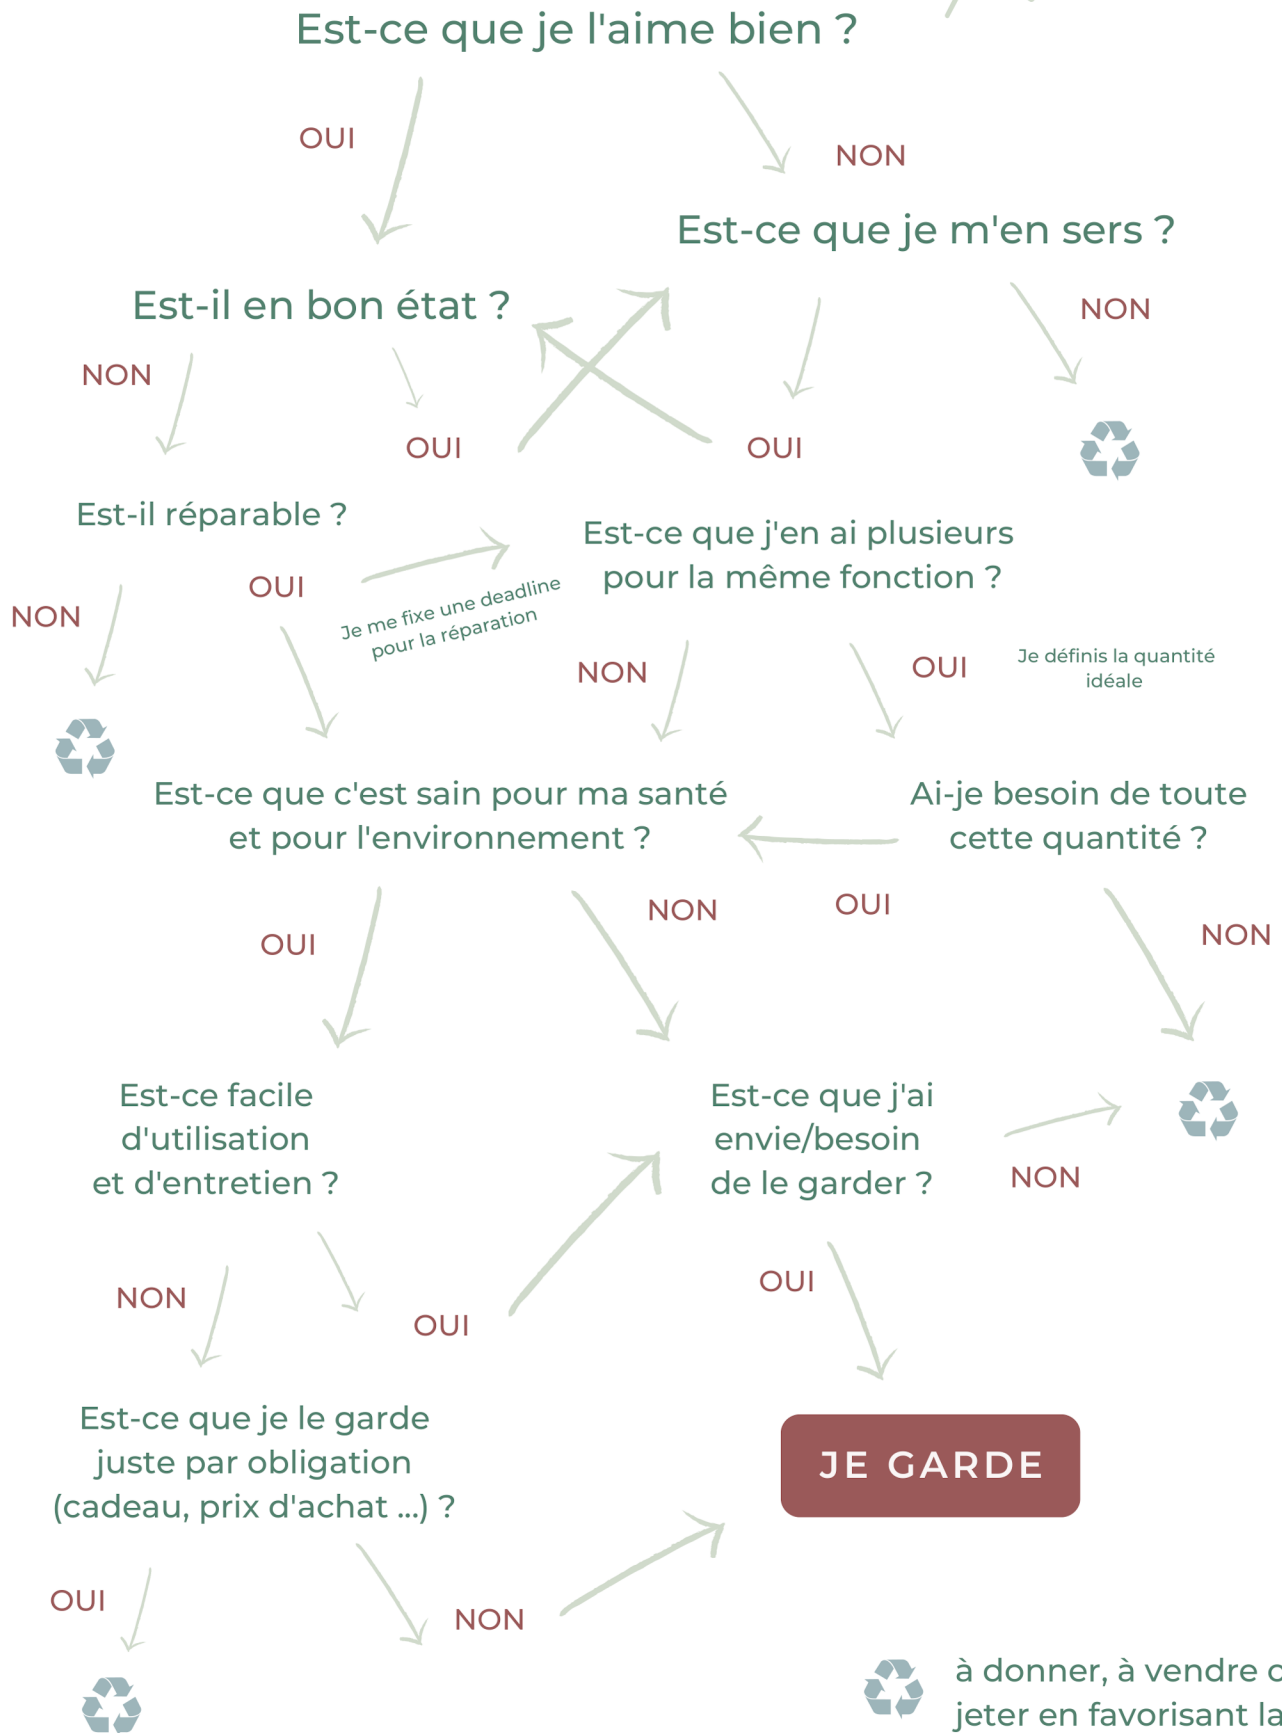 Est-ce que je l'aime bien ?
OUI
NON
Est-ce que je m'en sers ?
Est-il en bon état ?
NON
NON
OUI
OUI
Est-il réparable ?
Est-ce que j'en ai plusieurs
pour la même fonction ?
OUI
NON
Je me fixe une deadline
pour la réparation
NON
OUI
Je définis la quantité
idéale
Est-ce que c'est sain pour ma santé
et pour l'environnement ?
Ai-je besoin de toute
cette quantité ?
OUI
NON
OUI
NON
Est-ce facile
d'utilisation
et d'entretien ?
Est-ce que j'ai
envie/besoin
de le garder ?
NON
NON
OUI
OUI
Est-ce que je le garde
juste par obligation
(cadeau, prix d'achat ...) ?
JE GARDE
OUI
NON
à donner, à vendre
jeter en favorisant la